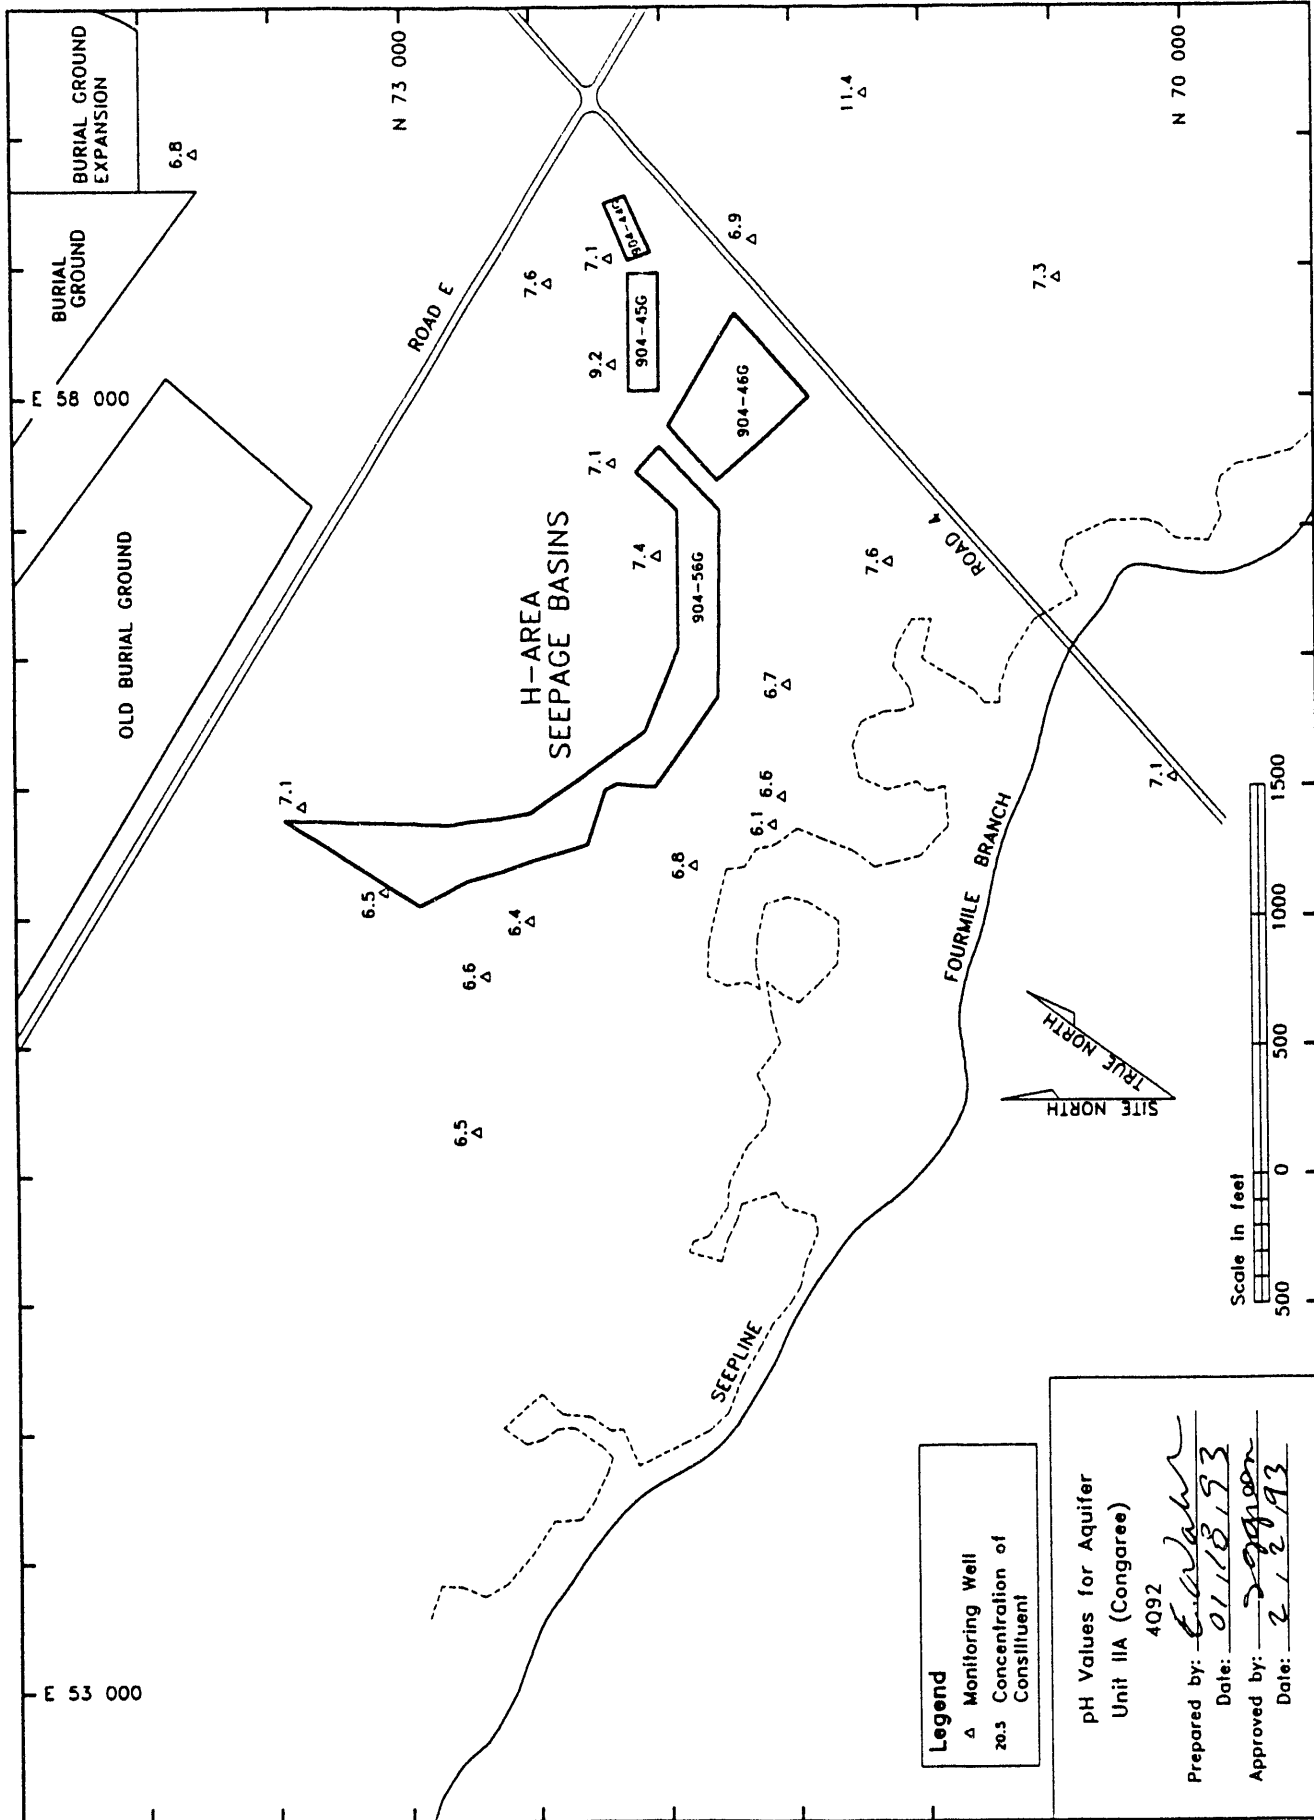 BURIAL GROUND
EXPANSION
BURIAL
GROUND
OLD BURIAL GROUND
E 58 000
E 53 000
N 73 000
N 70 000
ROAD E
ROAD 4
H-AREA
SEEPAGE BASINS
904-44G
904-45G
904-46G
904-56G
6.8
11.4
6.9
7.1
7.6
7.3
9.2
7.1
7.4
7.6
6.7
7.1
6.6
6.1
6.8
7.1
6.5
6.4
6.6
6.5
FOURMILE BRANCH
SEEPLINE
SITE NORTH
TRUE NORTH
Scale in feet
500 0 500 1000 1500
Legend
△ Monitoring Well
20.5 Concentration of
Constituent
pH Values for Aquifer
Unit IIA (Congaree)
4Q92
Prepared by:
Date: 01/18/93
Approved by:
Date: 2/2/93